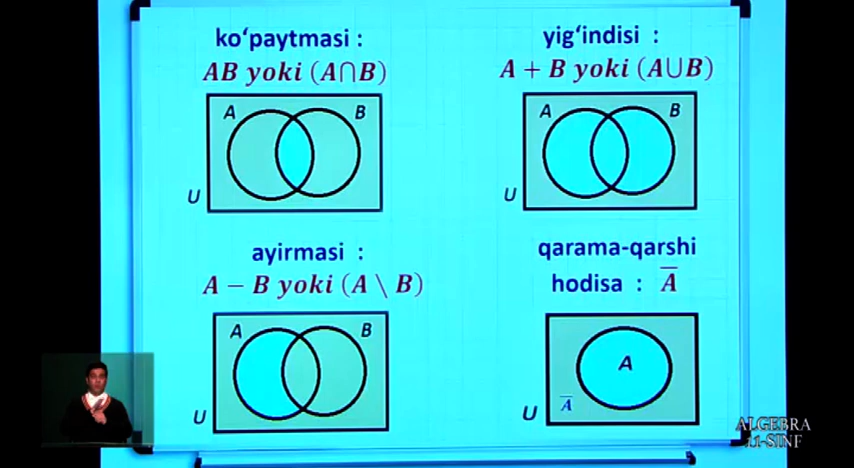 ko‘paytmasi :
AB yoki (A∩B)
A
B
U
yig‘indisi :
A + B yoki (A∪B)
A
B
U
ayirmasi :
A − B yoki (A \ B)
A
B
U
qarama-qarshi
hodisa : A̅
A
A̅
U
ALGEBRA
11-SINF